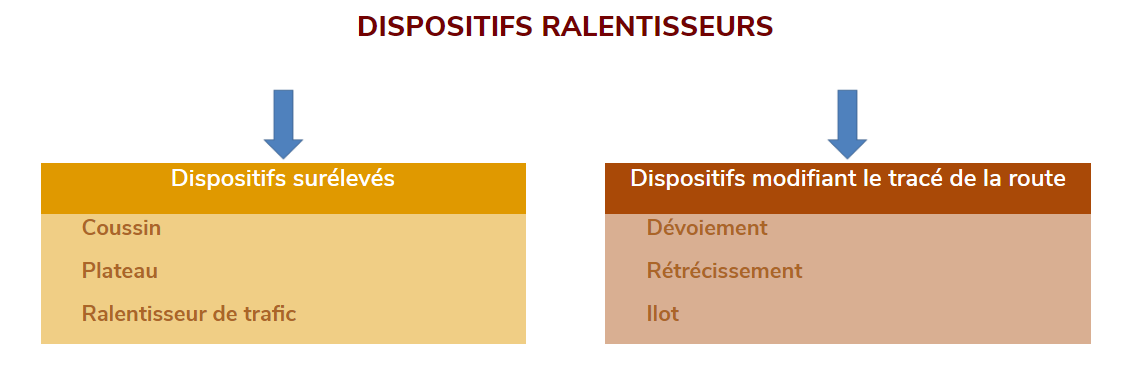 DISPOSITIFS RALENTISSEURS
Dispositifs surélevés
Coussin
Plateau
Ralentisseur de trafic
Dispositifs modifiant le tracé de la route
Dévoiement
Rétrécissement
Ilot